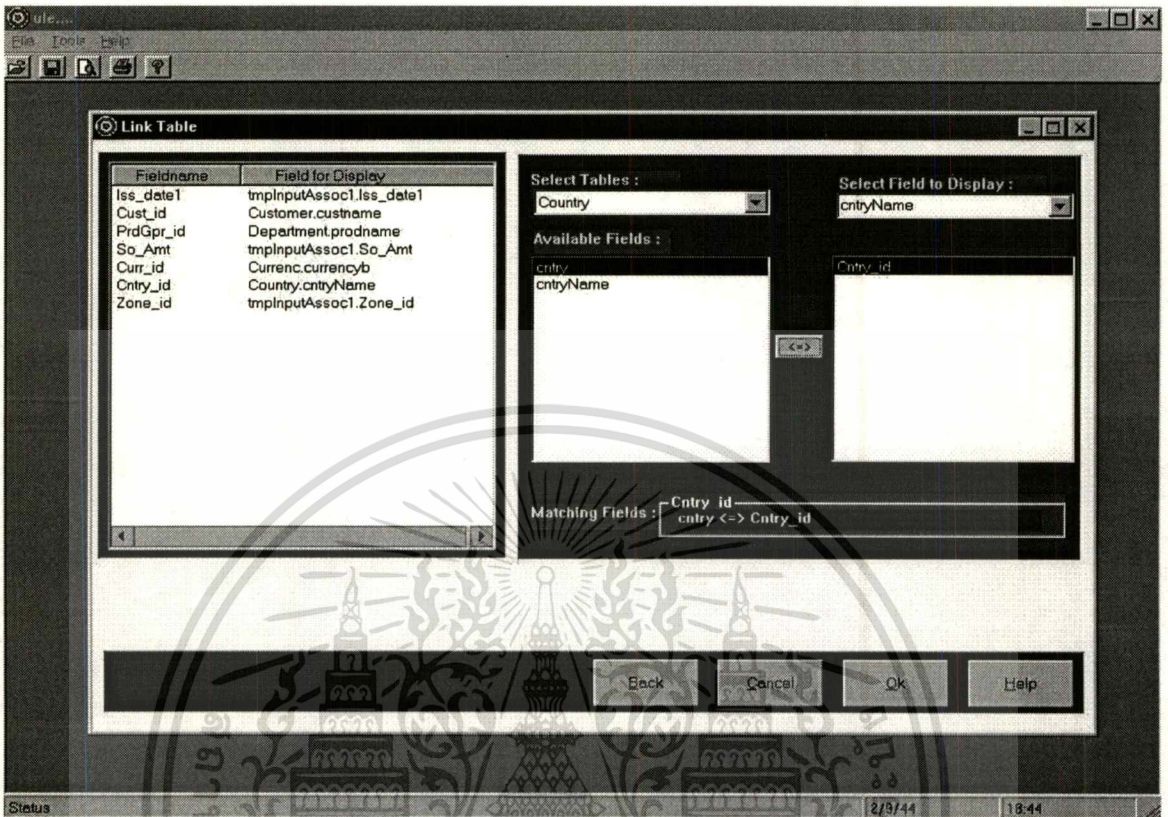 ule....
File Tools Help
Link Table
Fieldname Field for Display
Iss_date1 tmpInputAssoc1.Iss_date1
Cust_id Customer.custname
PrdGpr_id Department.prodname
So_Amt tmpInputAssoc1.So_Amt
Curr_id Currenc.currencyb
Cntry_id Country.cntryName
Zone_id tmpInputAssoc1.Zone_id
Select Tables :
Country
Select Field to Display :
cntryName
Available Fields :
cntry
cntryName
Cntry_id
<=>
Matching Fields :
Cntry_id
cntry <=> Cntry_id
Back Cancel Ok Help
Status 2/9/44 18:44